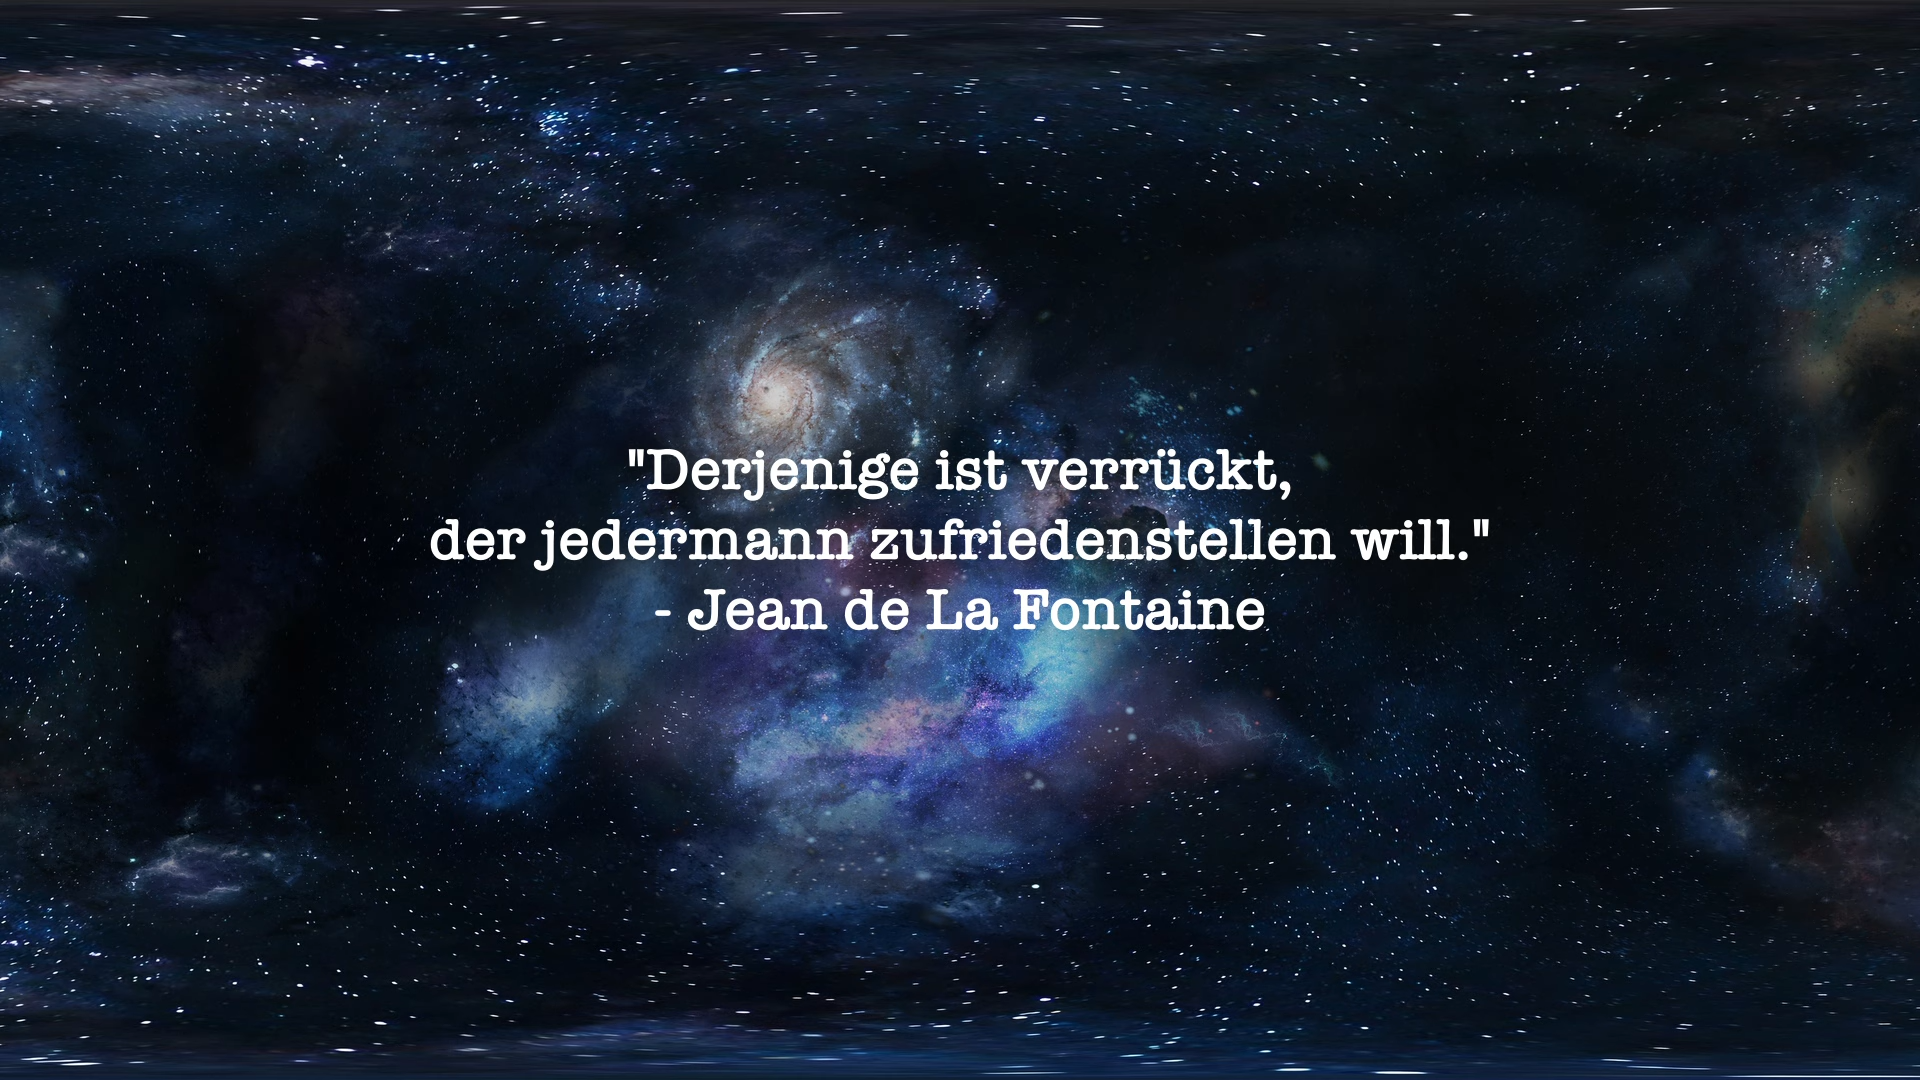 "Derjenige ist verrückt,
der jedermann zufriedenstellen will."
- Jean de La Fontaine